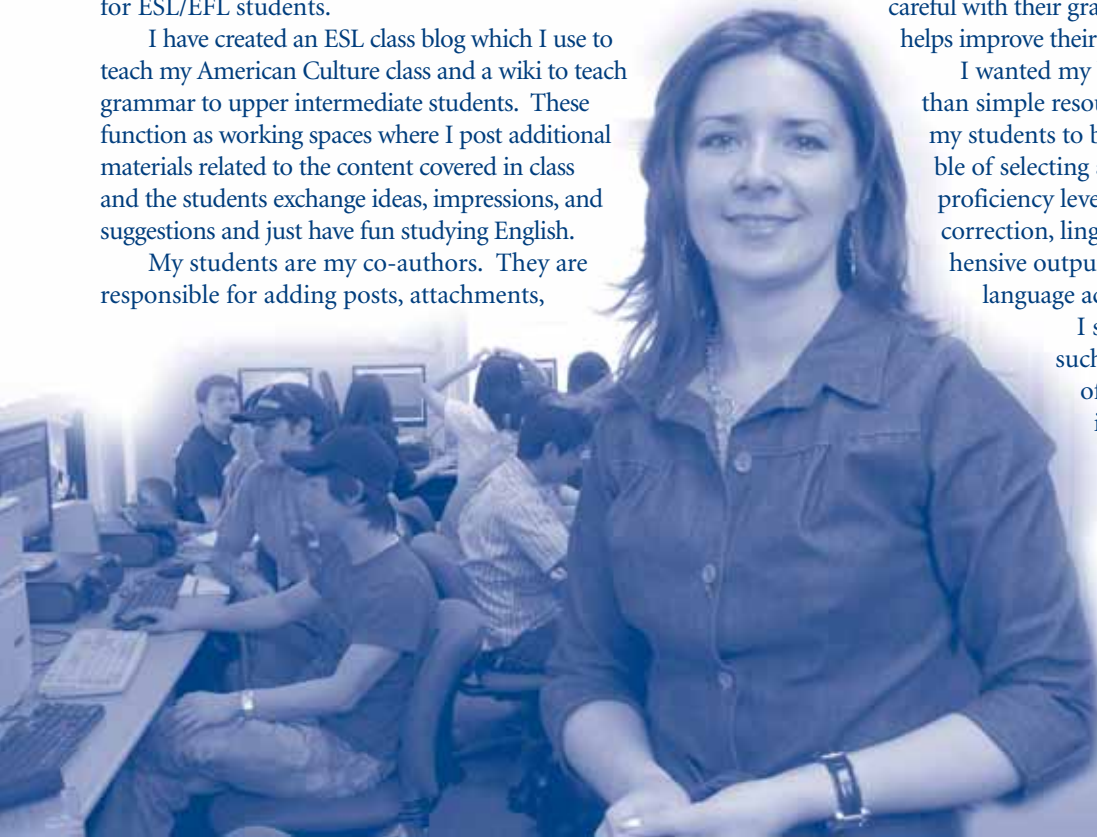 for ESL/EFL students.
I have created an ESL class blog which I use to
teach my American Culture class and a wiki to teach
grammar to upper intermediate students. These
function as working spaces where I post additional
materials related to the content covered in class
and the students exchange ideas, impressions, and
suggestions and just have fun studying English.
My students are my co-authors. They are
responsible for adding posts, attachments,
careful with their gra
helps improve their
I wanted my
than simple resou
my students to b
ble of selecting a
proficiency leve
correction, ling
hensive outpu
language ac
I s
such
of
i